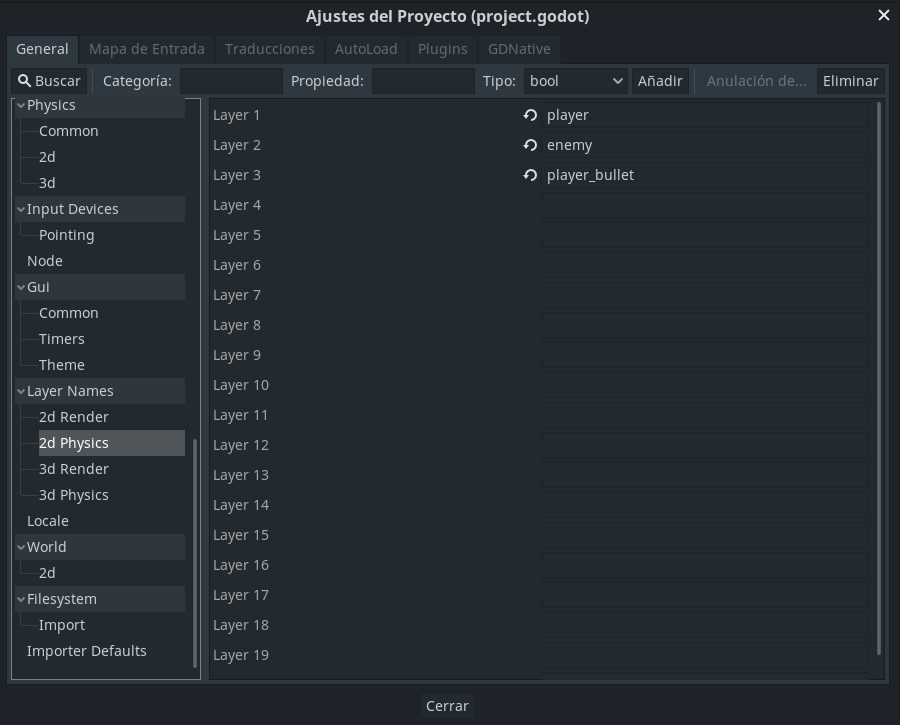 Ajustes del Proyecto (project.godot)
General Mapa de Entrada Traducciones AutoLoad Plugins GDNative
Buscar Categoría: Propiedad: Tipo: bool Añadir Anulación de... Eliminar
Physics
Common
2d
3d
Input Devices
Pointing
Node
Gui
Common
Timers
Theme
Layer Names
2d Render
2d Physics
3d Render
3d Physics
Locale
World
2d
Filesystem
Import
Importer Defaults
Layer 1 player
Layer 2 enemy
Layer 3 player_bullet
Layer 4
Layer 5
Layer 6
Layer 7
Layer 8
Layer 9
Layer 10
Layer 11
Layer 12
Layer 13
Layer 14
Layer 15
Layer 16
Layer 17
Layer 18
Layer 19
Cerrar